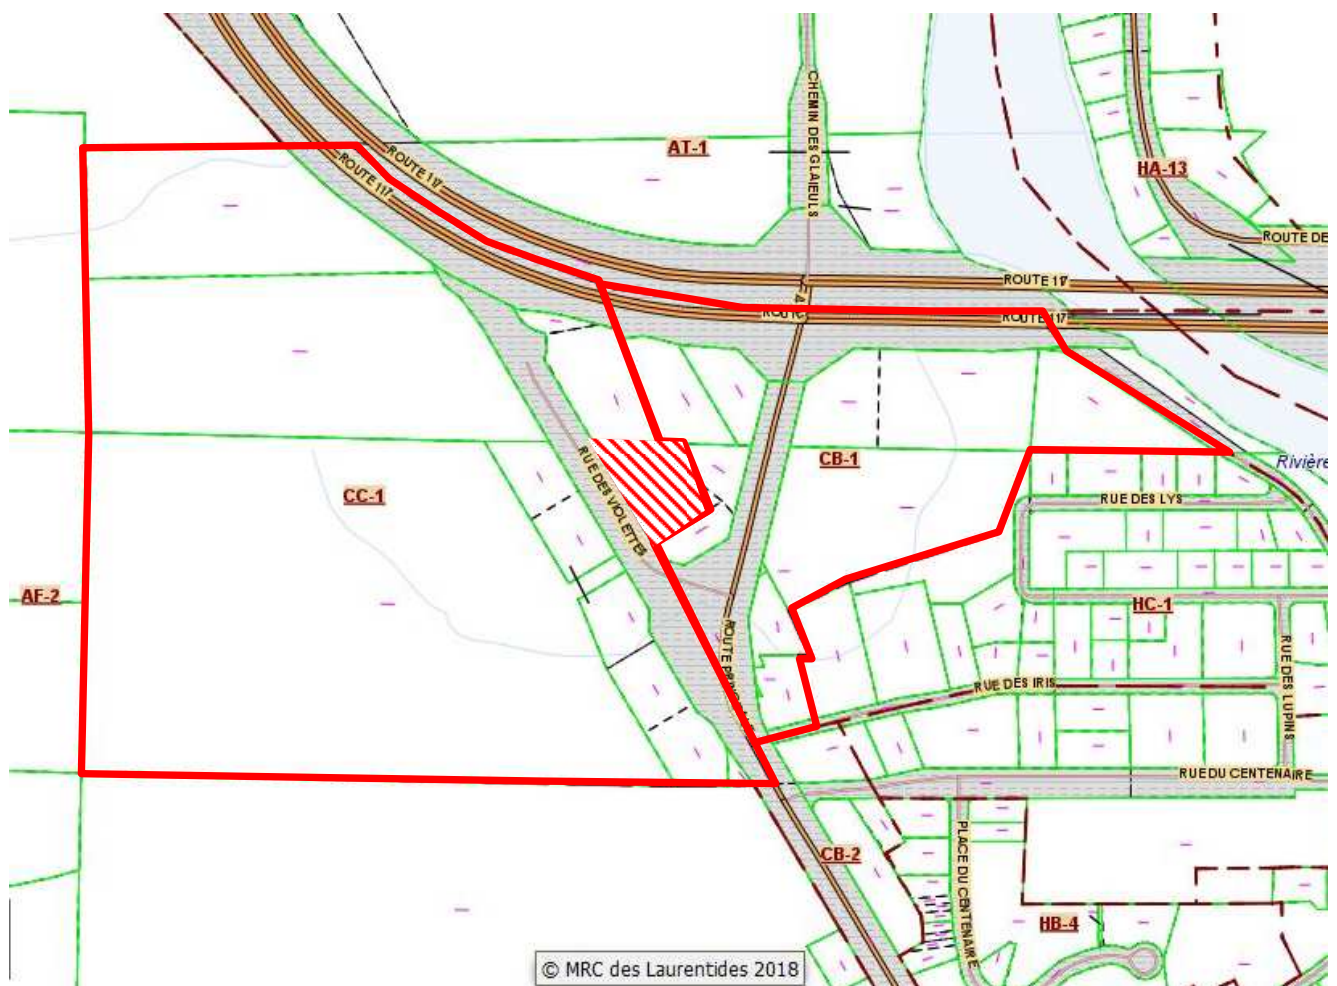 CHEMIN DES GLAIEULS
AT-1
HA-13
ROUTE 117
ROUTE 117
ROUTE DE
ROUTE 117
ROUTE 117
CB-1
Rivière
CC-1
RUE DES VIOLETTES
RUE DES LYS
AF-2
HC-1
ROUTE
RUE DES IRIS
RUE DES LUPINS
RUE DU CENTENAIRE
CB-2
PLACE DU CENTENAIRE
HB-4
© MRC des Laurentides 2018